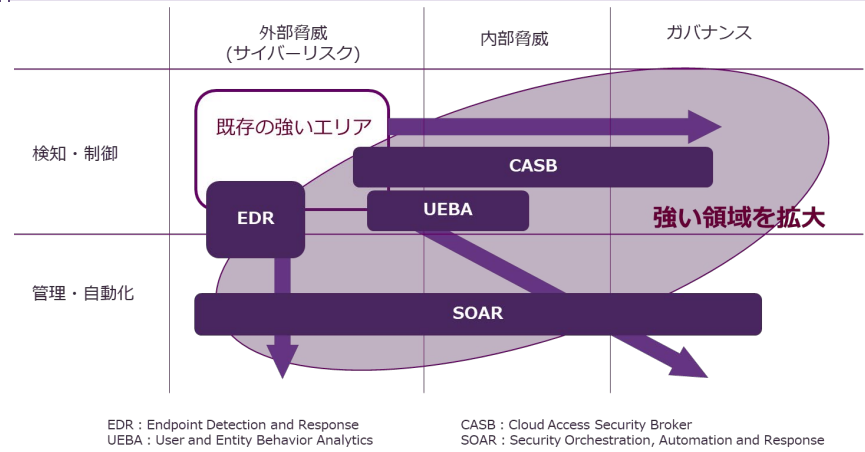 外部脅威
(サイバーリスク)
内部脅威
ガバナンス
既存の強いエリア
検知・制御
CASB
EDR
UEBA
強い領域を拡大
管理・自動化
SOAR
EDR：Endpoint Detection and Response
CASB：Cloud Access Security Broker
UEBA：User and Entity Behavior Analytics
SOAR：Security Orchestration, Automation and Response